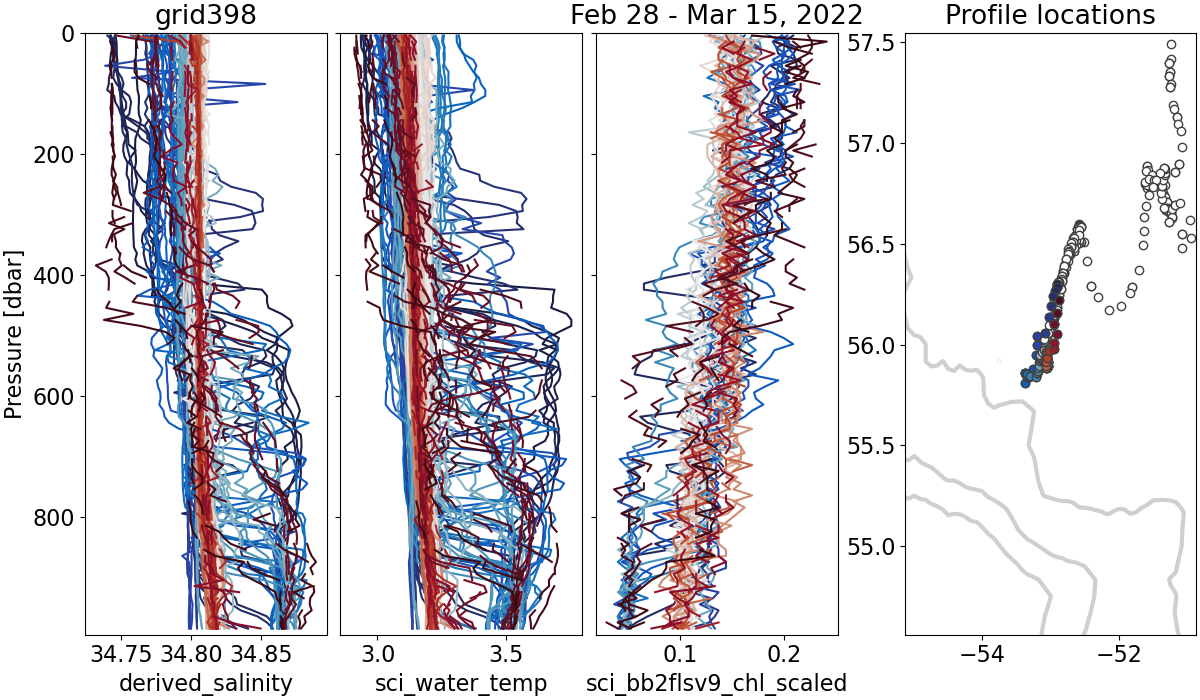 grid398
Feb 28 - Mar 15, 2022
Profile locations
0
200
400
600
800
Pressure [dbar]
34.75 34.80 34.85
derived_salinity
3.0 3.5
sci_water_temp
0.1 0.2
sci_bb2flsv9_chl_scaled
57.5
57.0
56.5
56.0
55.5
55.0
−54 −52